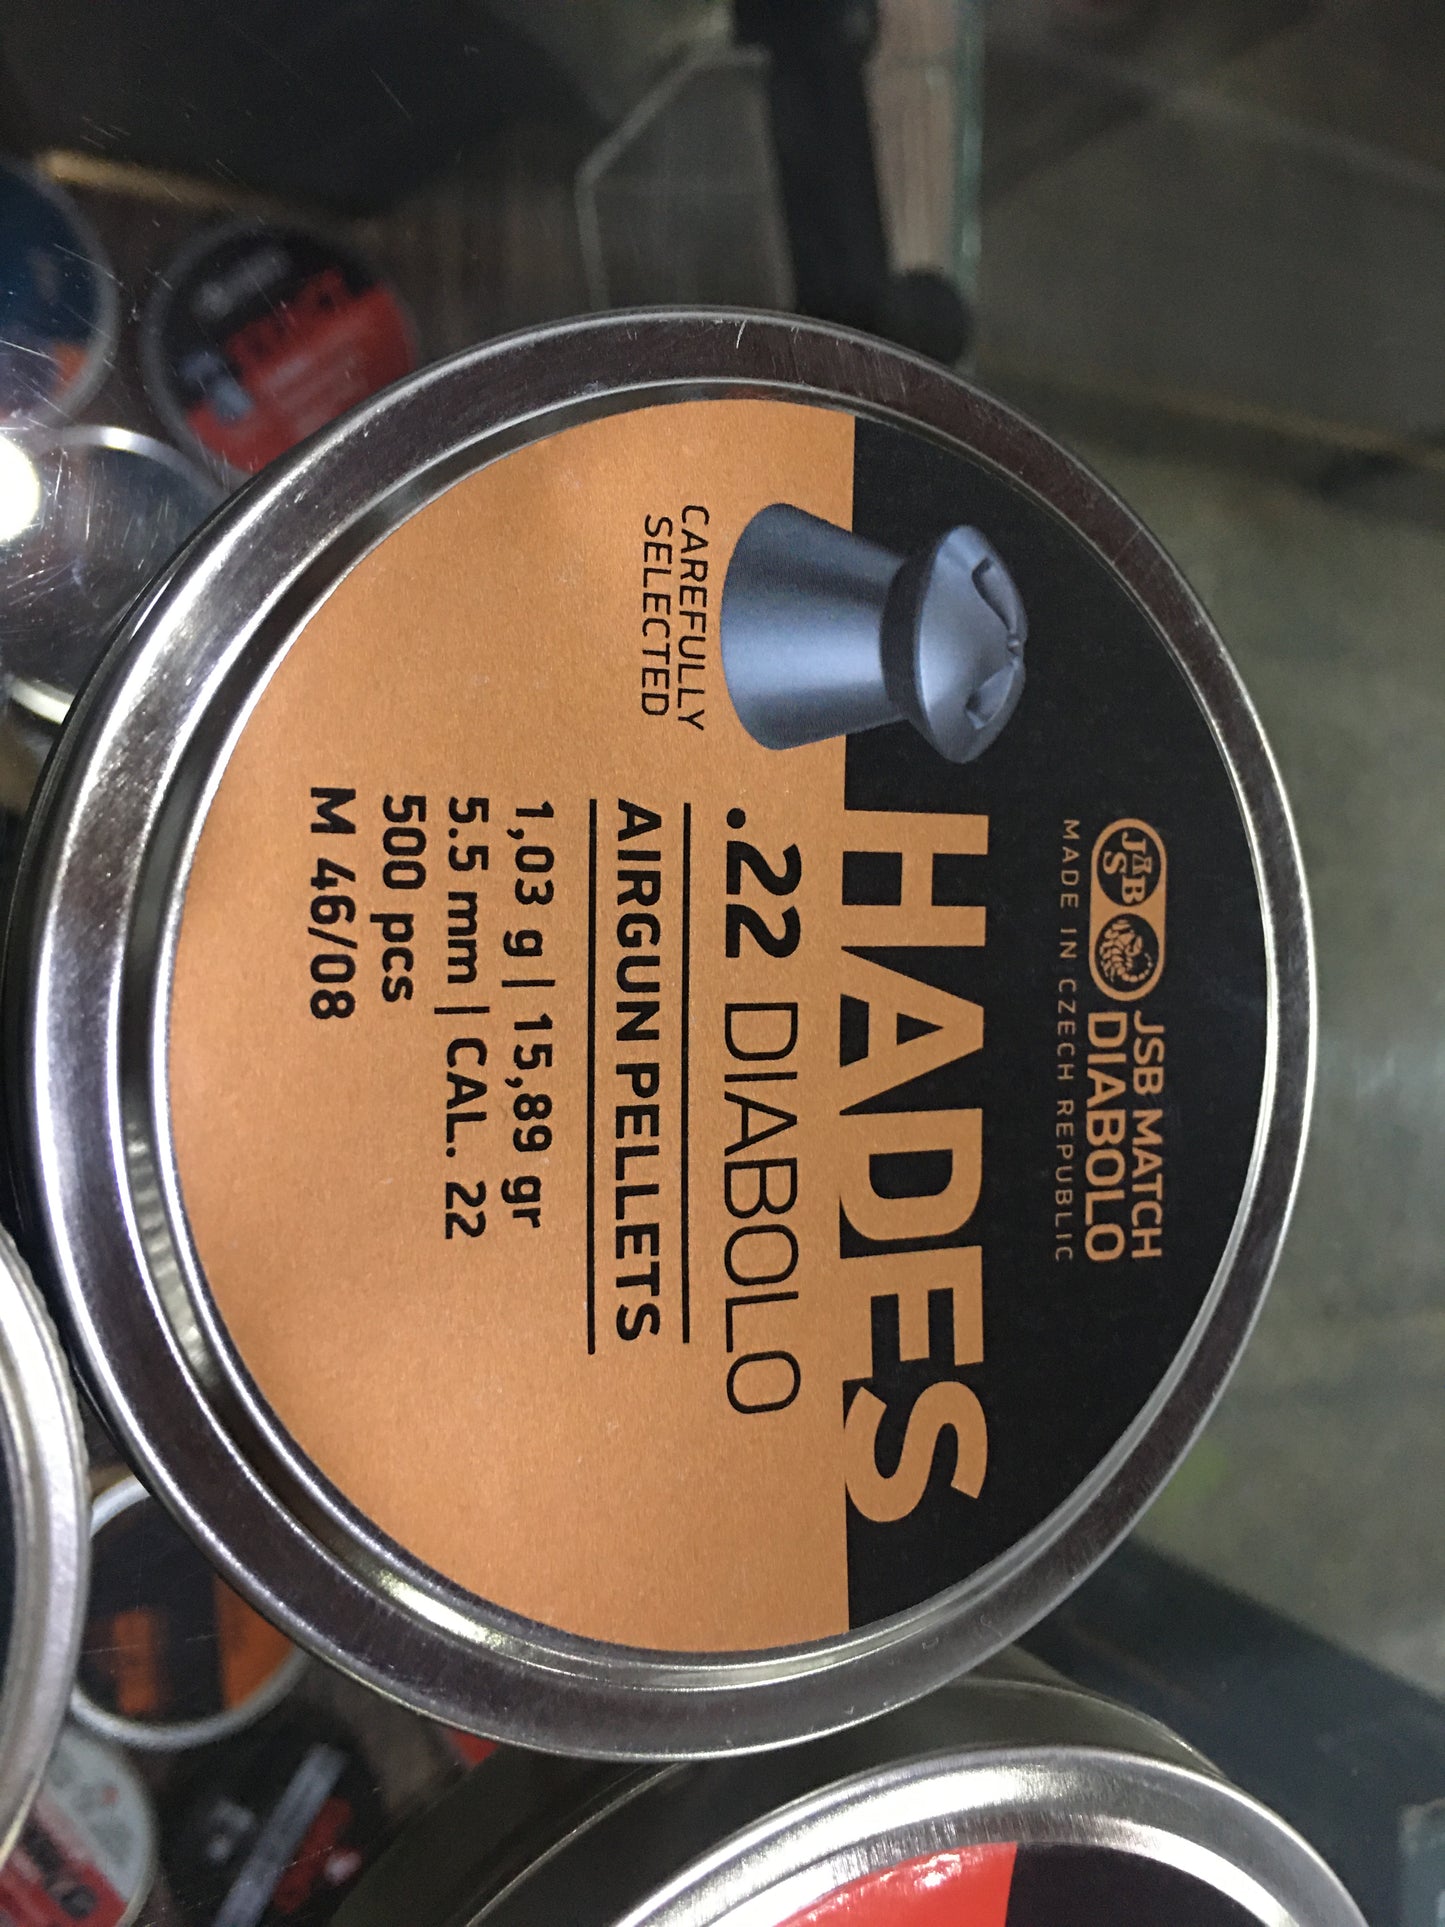 JSB
JSB MATCH
DIABOLO
MADE IN CZECH REPUBLIC
HADES
.22 DIABOLO
CAREFULLY
SELECTED
AIRGUN PELLETS
1,03 g | 15,89 gr
5.5 mm | CAL. 22
500 pcs
M 46/08